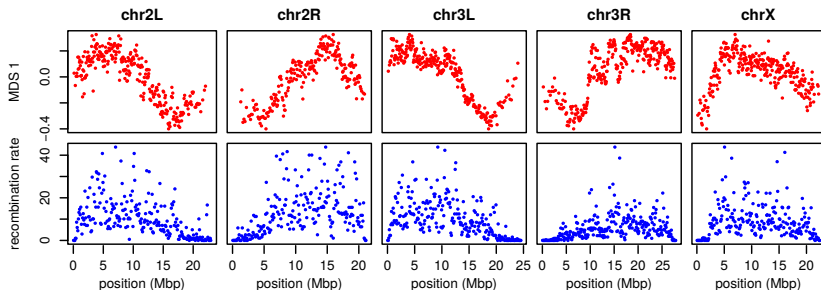 chr2L chr2R chr3L chr3R chrX
MDS 1
0.0
−0.4
recombination rate
40
20
0
0 5 10 15 20 0 5 10 15 20 0 5 10 15 20 25 0 5 10 15 20 25 0 5 10 15 20
position (Mbp) position (Mbp) position (Mbp) position (Mbp) position (Mbp)